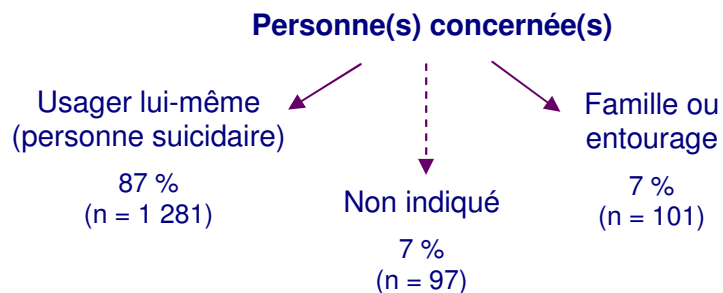 Personne(s) concernée(s)
Usager lui-même
(personne suicidaire)
87 %
(n = 1 281)
Non indiqué
7 %
(n = 97)
Famille ou
entourage
7 %
(n = 101)